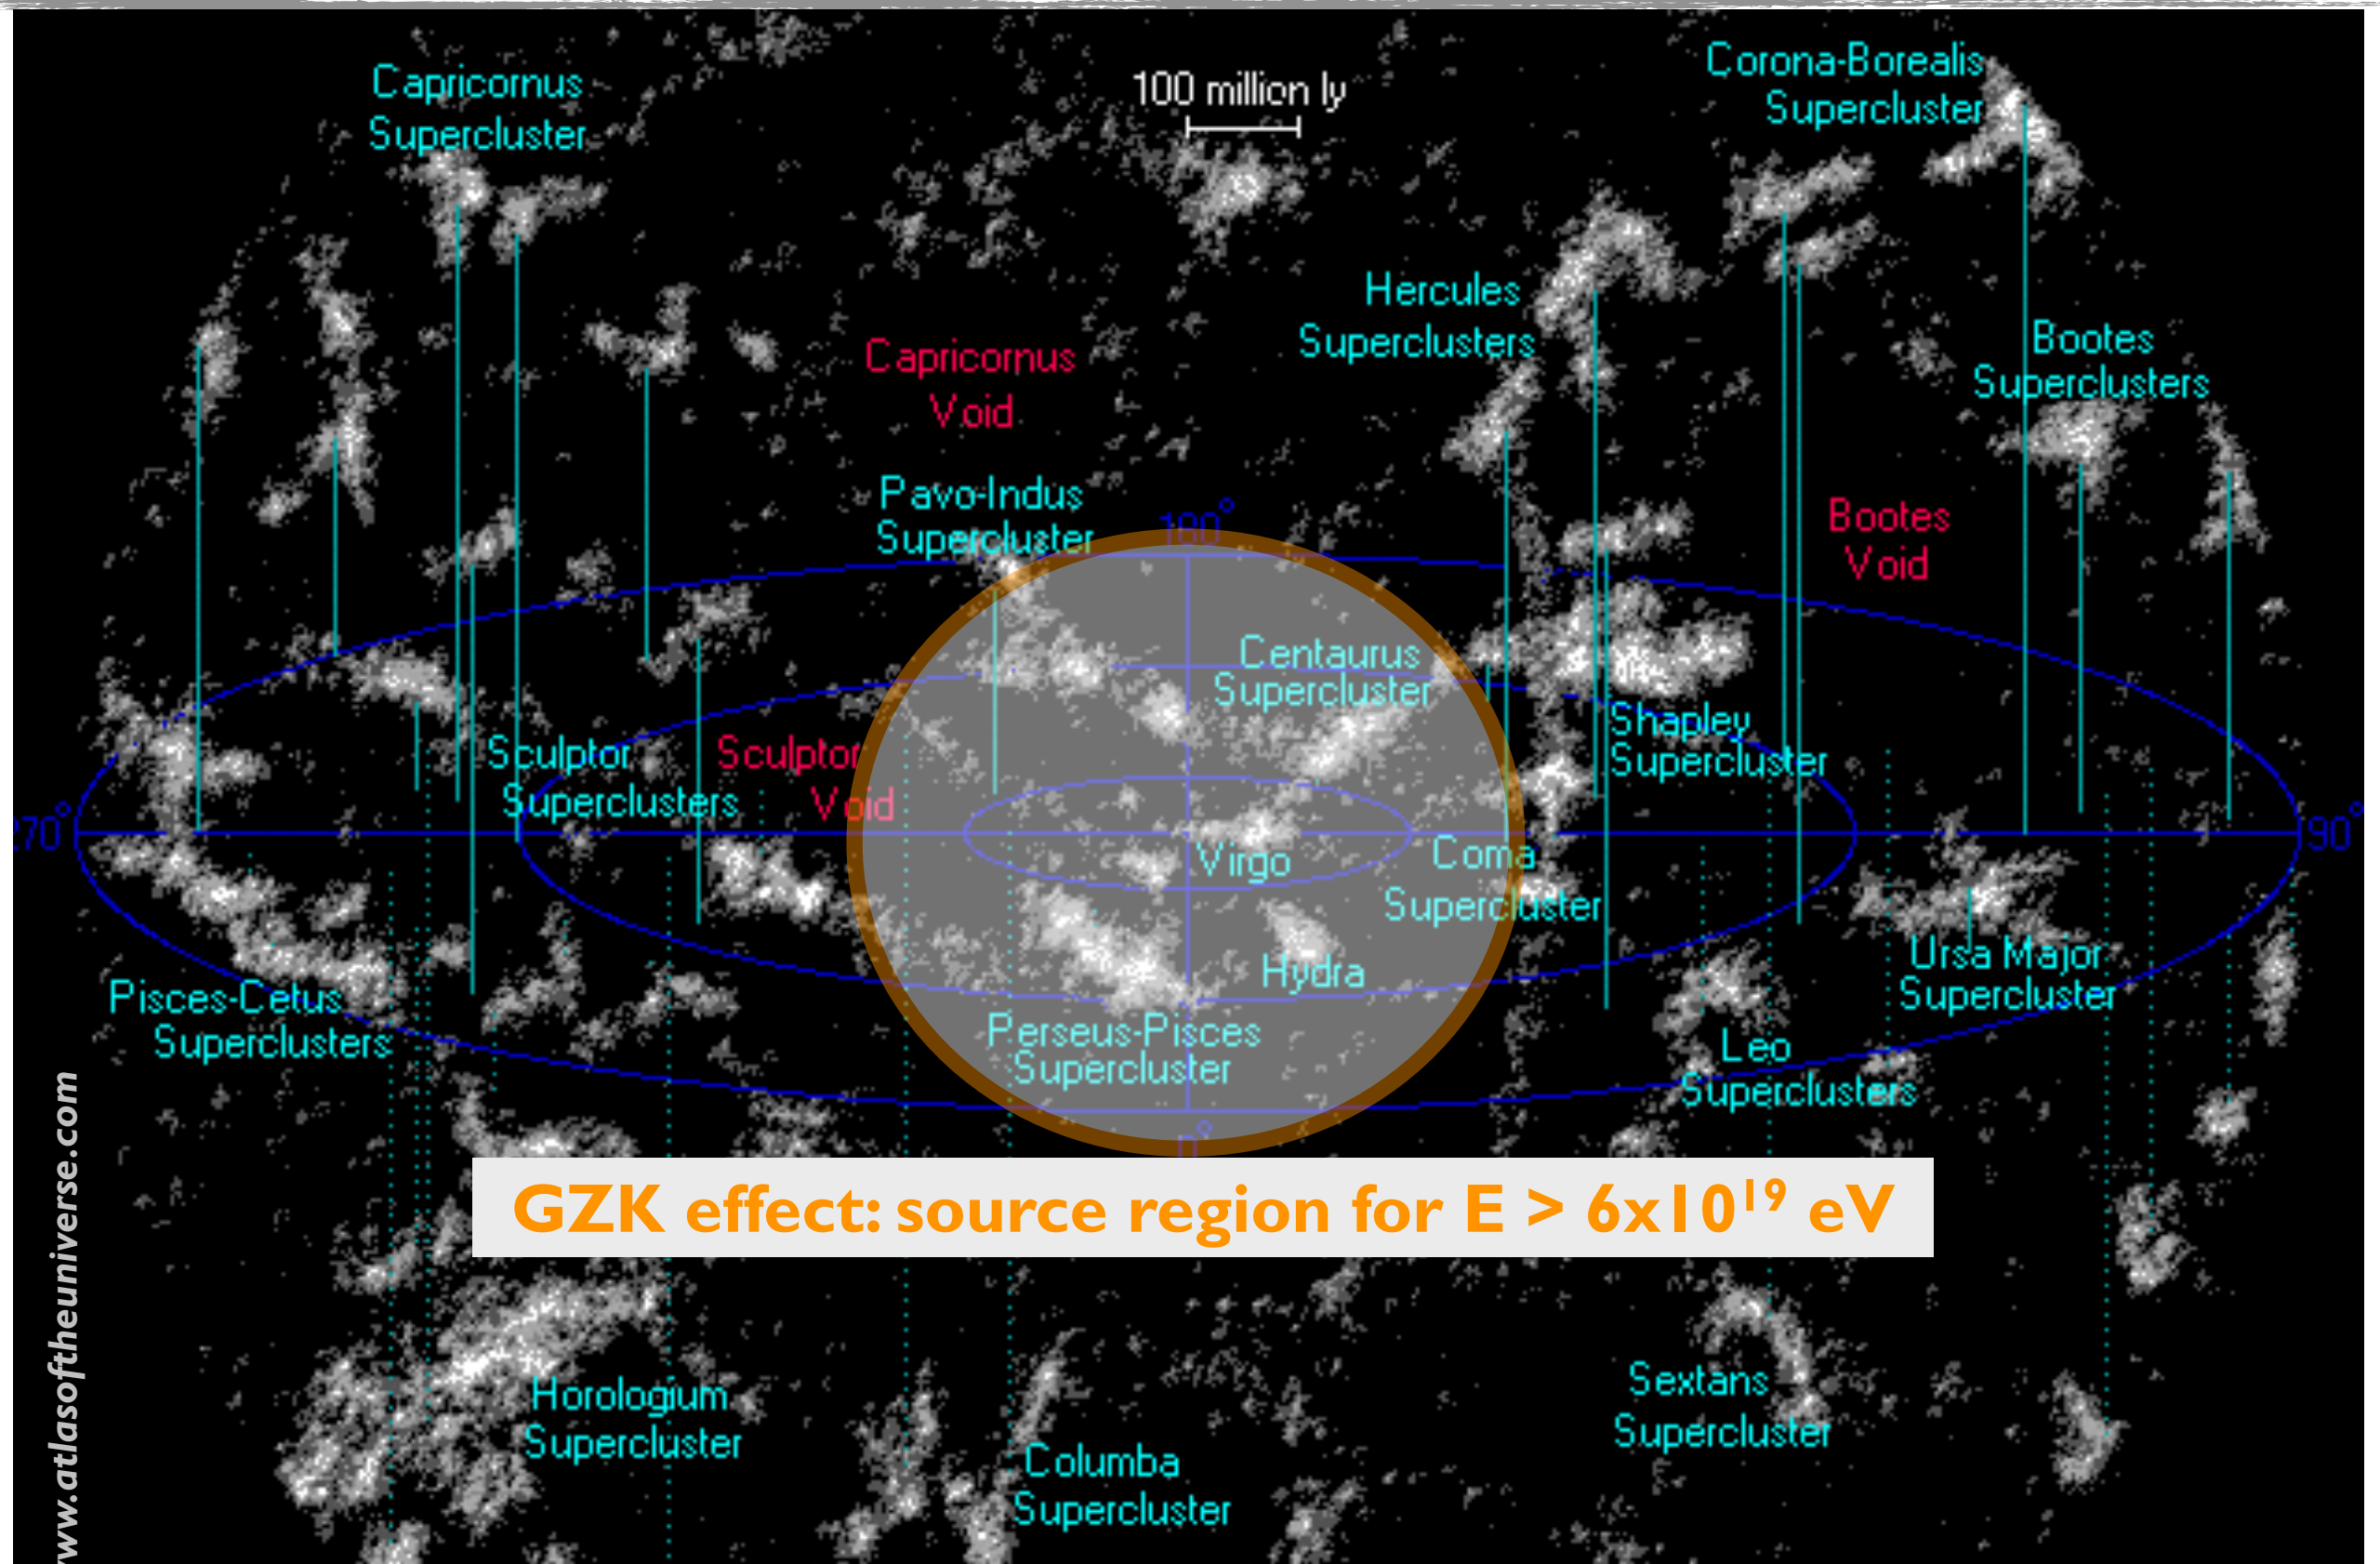 Capricornus
Supercluster
100 million ly
Corona-Borealis
Supercluster
Hercules
Superclusters
Bootes
Superclusters
Capricornus
Void
Pavo-Indus
Supercluster
180°
Bootes
Void
Centaurus
Supercluster
Shapley
Supercluster
Sculptor
Superclusters
Sculptor
Void
270°
90°
Virgo
Coma
Supercluster
Hydra
Ursa Major
Supercluster
Pisces-Cetus
Superclusters
Perseus-Pisces
Supercluster
Leo
Superclusters
0°
GZK effect: source region for E > 6x10¹⁹ eV
Horologium
Supercluster
Sextans
Supercluster
Columba
Supercluster
www.atlasoftheuniverse.com